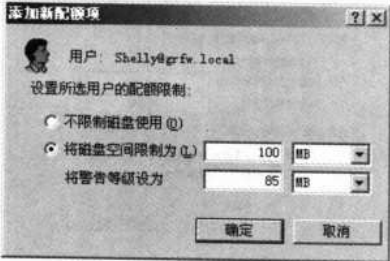 添加新配额项
用户: Shelly@grfw.local
设置所选用户的配额限制:
不限制磁盘使用(D)
将磁盘空间限制为(L) 100 MB
将警告等级设为 85 MB
确定 取消